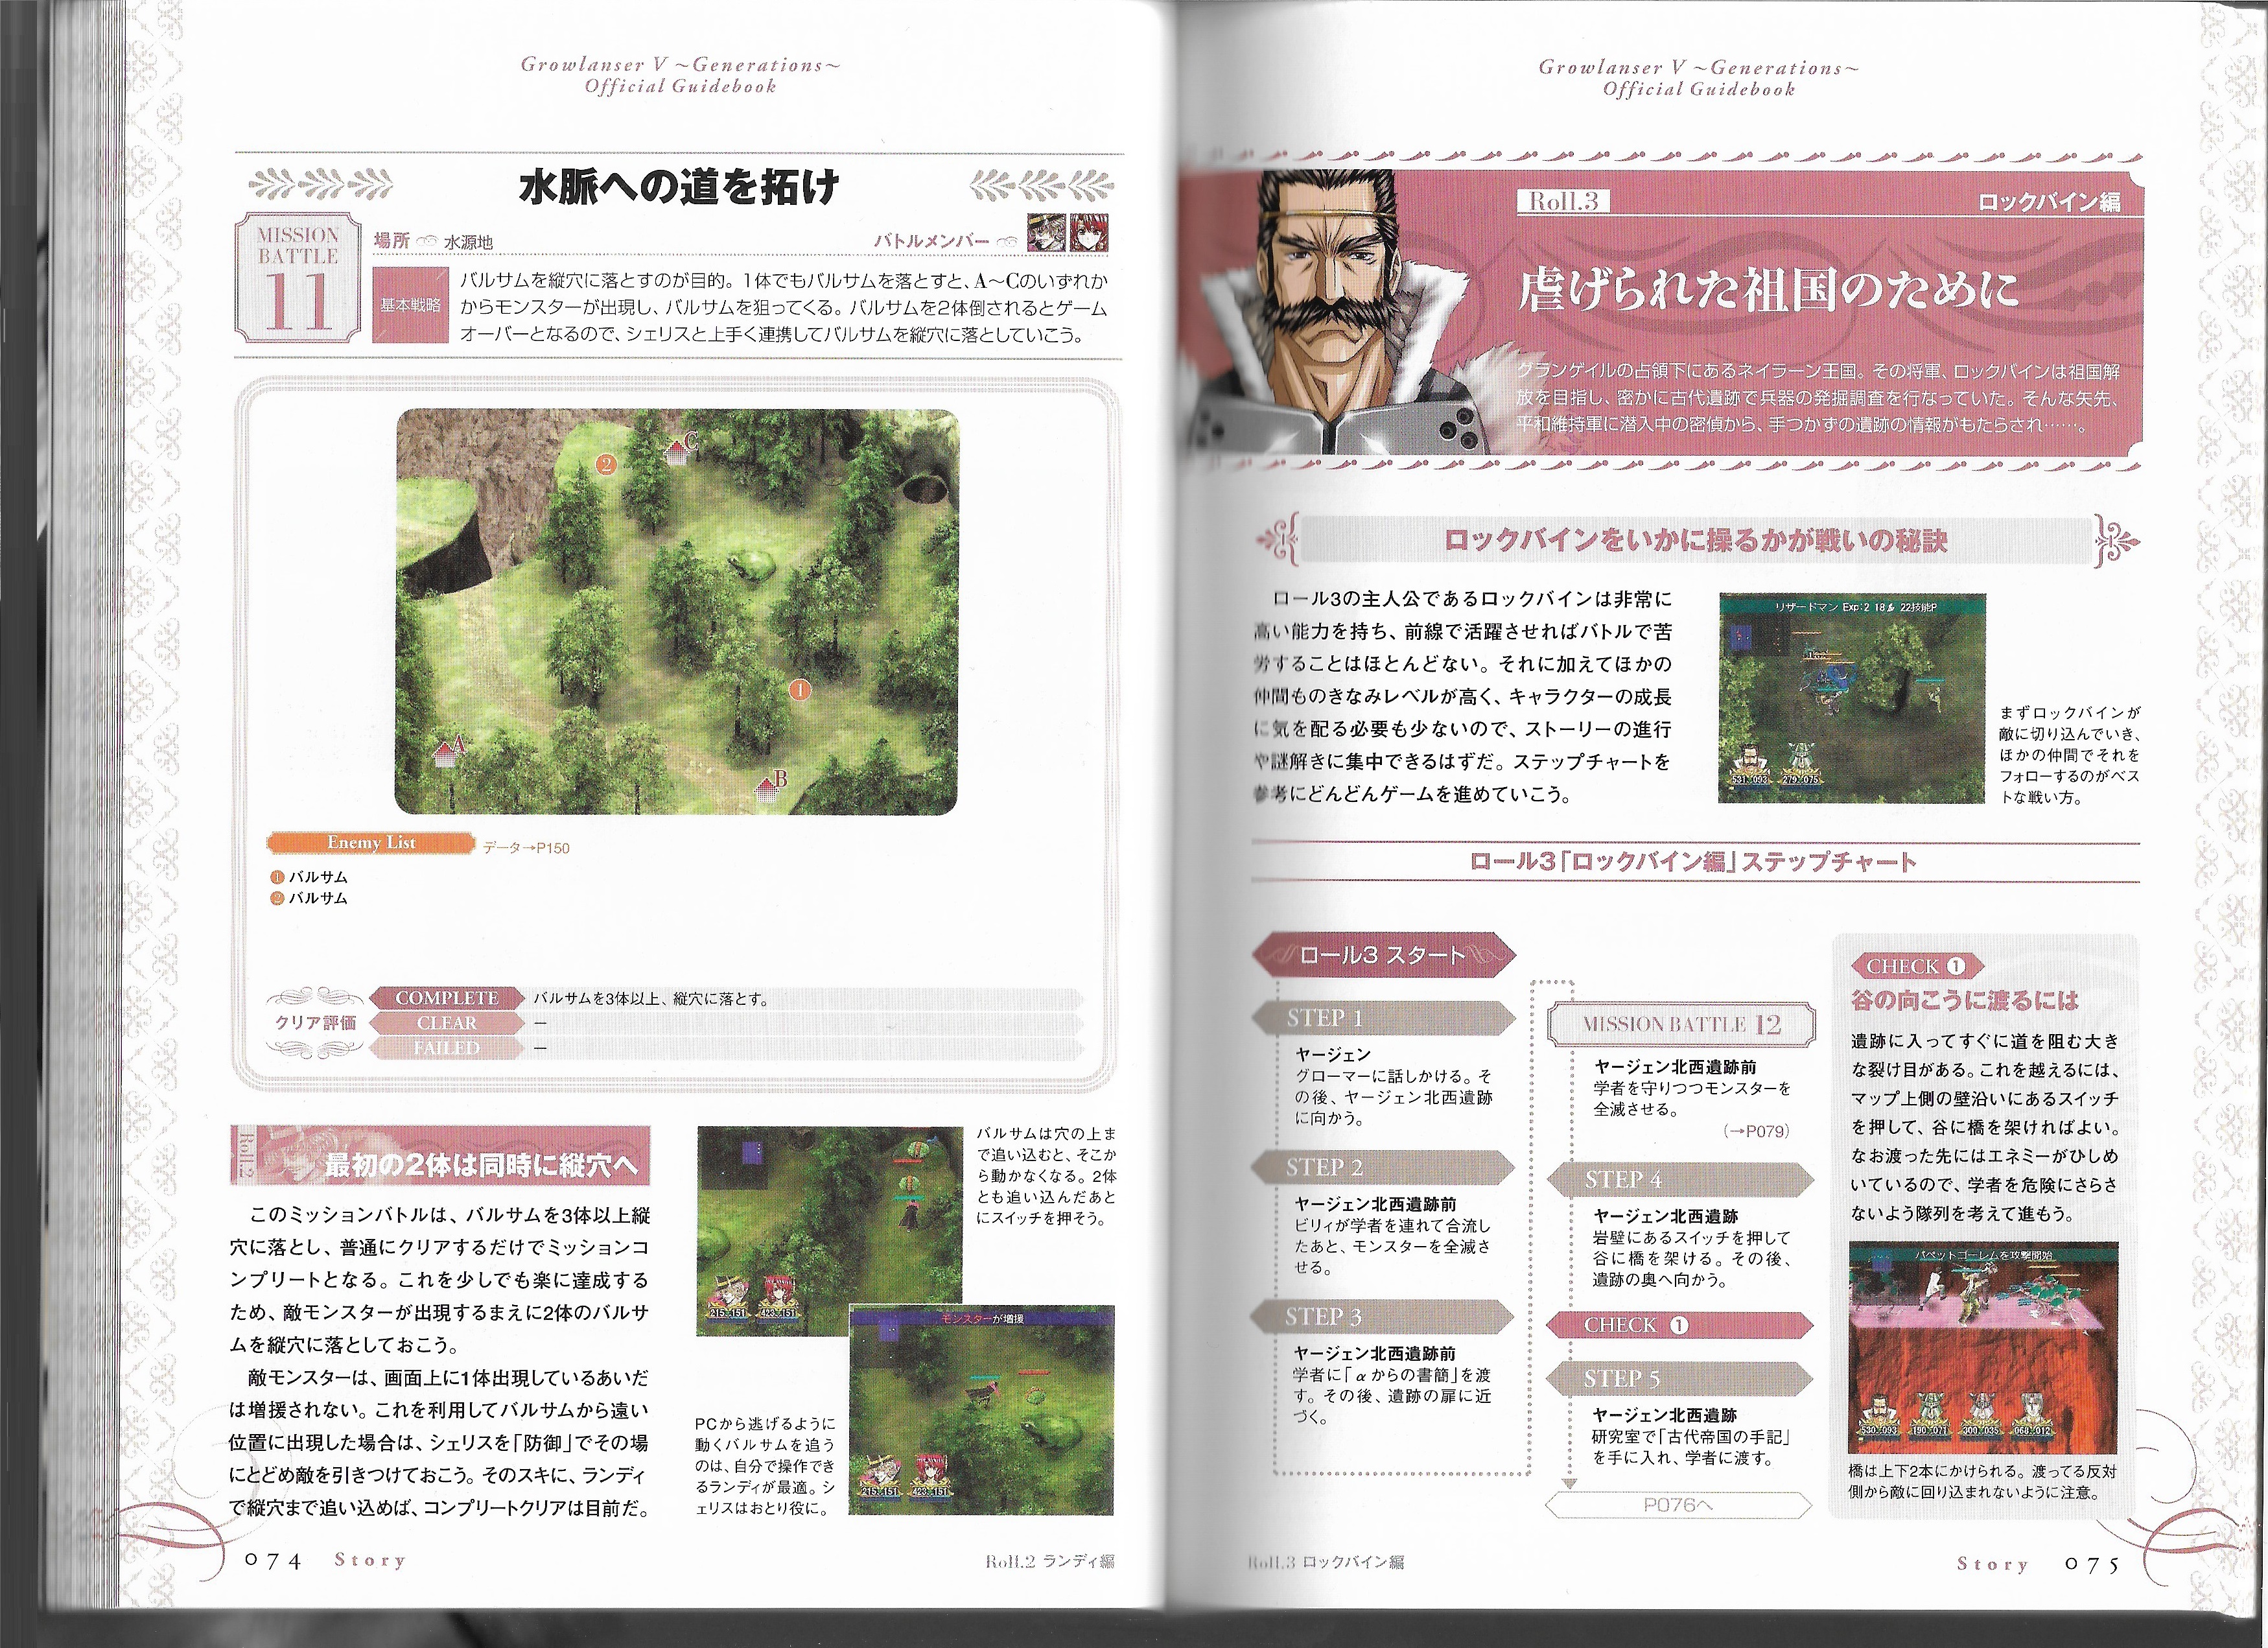 Growlanser V ~Generations~
Official Guidebook
水脈への道を拓け
MISSION
BATTLE
11
場所 水源地
バトルメンバー
基本戦略
バルサムを縦穴に落とすのが目的。1体でもバルサムを落とすと、A～Cのいずれか
からモンスターが出現し、バルサムを狙ってくる。バルサムを2体倒されるとゲーム
オーバーとなるので、シェリスと上手く連携してバルサムを縦穴に落としていこう。
C
2
1
A
B
Enemy List
データ→P150
1 バルサム
2 バルサム
クリア評価
COMPLETE バルサムを3体以上、縦穴に落とす。
CLEAR ー
FAILED ー
Roll.2
最初の2体は同時に縦穴へ
このミッションバトルは、バルサムを3体以上縦
穴に落とし、普通にクリアするだけでミッションコ
ンプリートとなる。これを少しでも楽に達成する
ため、敵モンスターが出現するまえに2体のバルサ
ムを縦穴に落としておこう。
敵モンスターは、画面上に1体出現しているあいだ
は増援されない。これを利用してバルサムから遠い
位置に出現した場合は、シェリスを「防御」でその場
にとどめ敵を引きつけておこう。そのスキに、ランディ
で縦穴まで追い込めば、コンプリートクリアは目前だ。
215/151 423/151
バルサムは穴の上ま
で追い込むと、そこか
ら動かなくなる。2体
とも追い込んだあと
にスイッチを押そう。
モンスターが増援
215/151 423/151
PCから逃げるように
動くバルサムを追う
のは、自分で操作でき
るランディが最適。シ
ェリスはおとり役に。
074 Story
Roll.2 ランディ編
Growlanser V ~Generations~
Official Guidebook
Roll.3
ロックバイン編
虐げられた祖国のために
グランゲイルの占領下にあるネイラーン王国。その将軍、ロックバインは祖国解
放を目指し、密かに古代遺跡で兵器の発掘調査を行なっていた。そんな矢先、
平和維持軍に潜入中の密偵から、手つかずの遺跡の情報がもたらされ……。
ロックバインをいかに操るかが戦いの秘訣
ロール3の主人公であるロックバインは非常に
高い能力を持ち、前線で活躍させればバトルで苦
労することはほとんどない。それに加えてほかの
仲間ものきなみレベルが高く、キャラクターの成長
に気を配る必要も少ないので、ストーリーの進行
や謎解きに集中できるはずだ。ステップチャートを
参考にどんどんゲームを進めていこう。
リザードマン Exp:2 18 22技能P
531/093 279/075
まずロックバインが
敵に切り込んでいき、
ほかの仲間でそれを
フォローするのがベス
トな戦い方。
ロール3「ロックバイン編」ステップチャート
ロール3 スタート
STEP 1
ヤージェン
グローマーに話しかける。そ
の後、ヤージェン北西遺跡
に向かう。
STEP 2
ヤージェン北西遺跡前
ビリィが学者を連れて合流し
たあと、モンスターを全滅さ
せる。
STEP 3
ヤージェン北西遺跡前
学者に「αからの書簡」を渡
す。その後、遺跡の扉に近
づく。
MISSION BATTLE 12
ヤージェン北西遺跡前
学者を守りつつモンスターを
全滅させる。
(→P079)
STEP 4
ヤージェン北西遺跡
岩壁にあるスイッチを押して
谷に橋を架ける。その後、
遺跡の奥へ向かう。
CHECK 1
STEP 5
ヤージェン北西遺跡
研究室で「古代帝国の手記」
を手に入れ、学者に渡す。
P076へ
CHECK 1
谷の向こうに渡るには
遺跡に入ってすぐに道を阻む大き
な裂け目がある。これを越えるには、
マップ上側の壁沿いにあるスイッチ
を押して、谷に橋を架ければよい。
なお渡った先にはエネミーがひしめ
いているので、学者を危険にさらさ
ないよう隊列を考えて進もう。
パペットゴーレムを攻撃開始
530/093 190/071 300/035 068/012
橋は上下2本にかけられる。渡ってる反対
側から敵に回り込まれないように注意。
Roll.3 ロックバイン編
Story 075